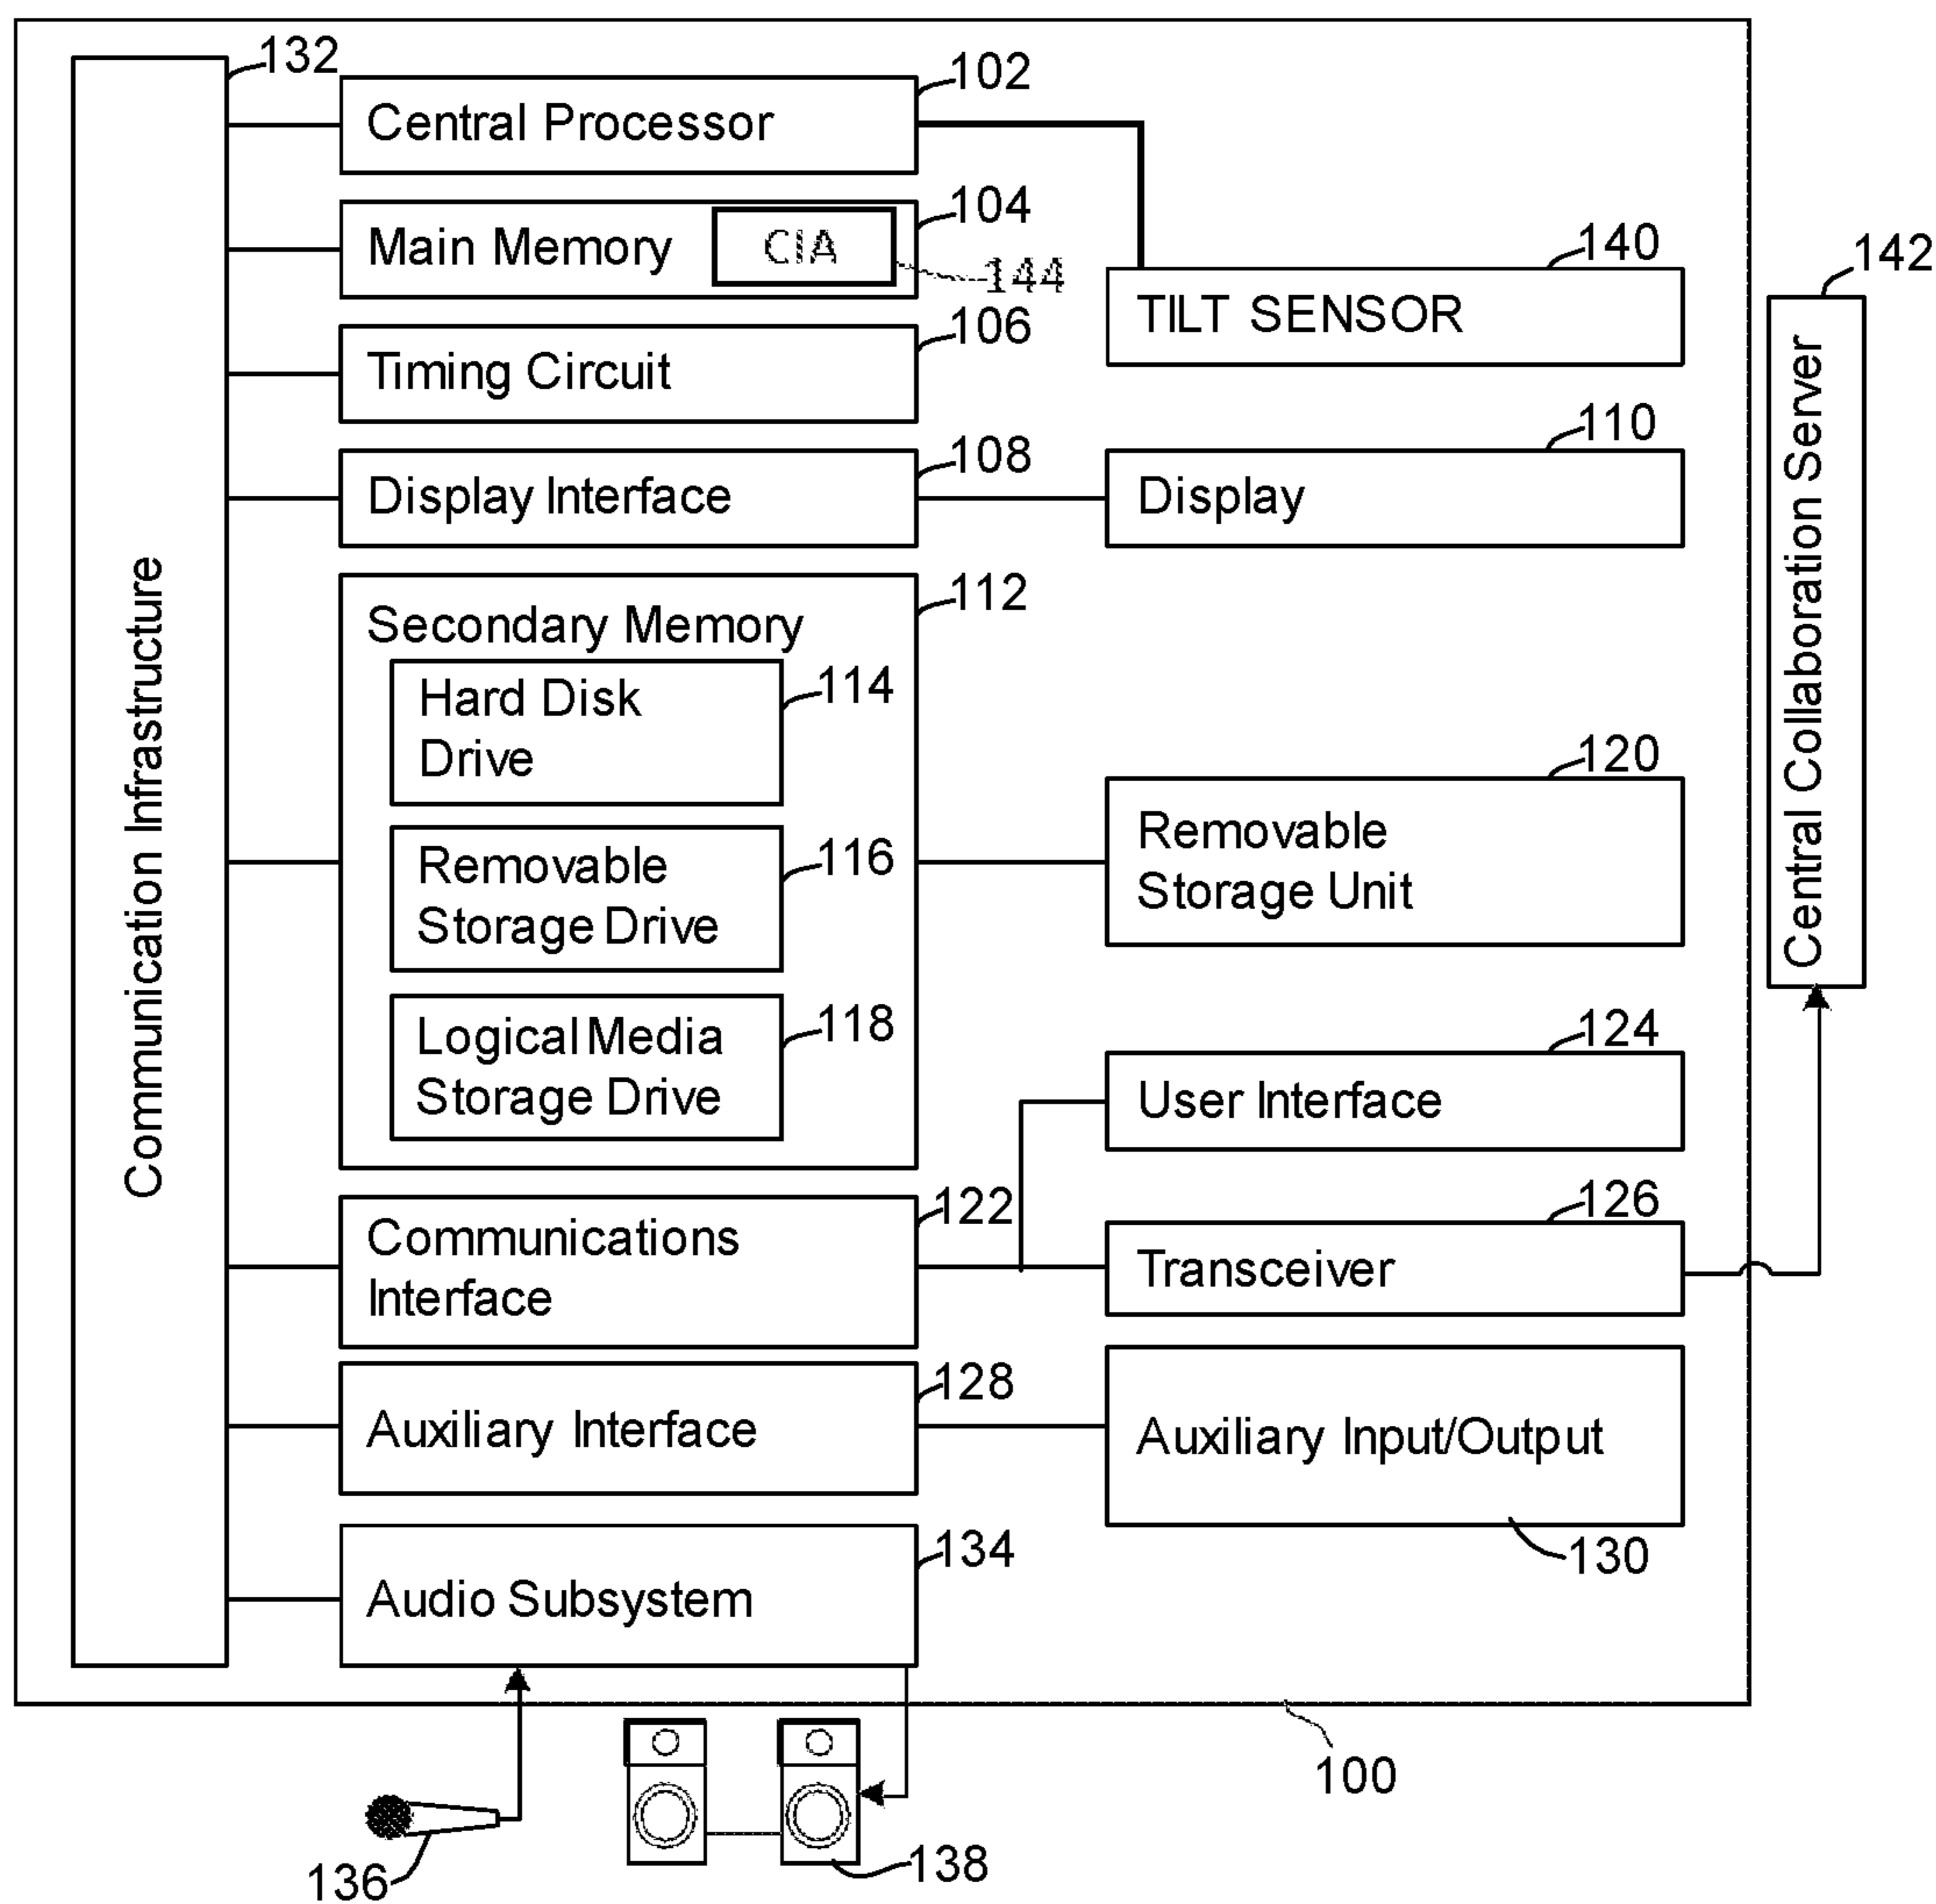 132
Communication Infrastructure
102
Central Processor
104
Main Memory
CIA
144
106
Timing Circuit
108
Display Interface
112
Secondary Memory
114
Hard Disk
Drive
116
Removable
Storage Drive
118
Logical Media
Storage Drive
122
Communications
Interface
128
Auxiliary Interface
134
Audio Subsystem
140
TILT SENSOR
110
Display
120
Removable
Storage Unit
124
User Interface
126
Transceiver
Auxiliary Input/Output
130
142
Central Collaboration Server
100
136
138